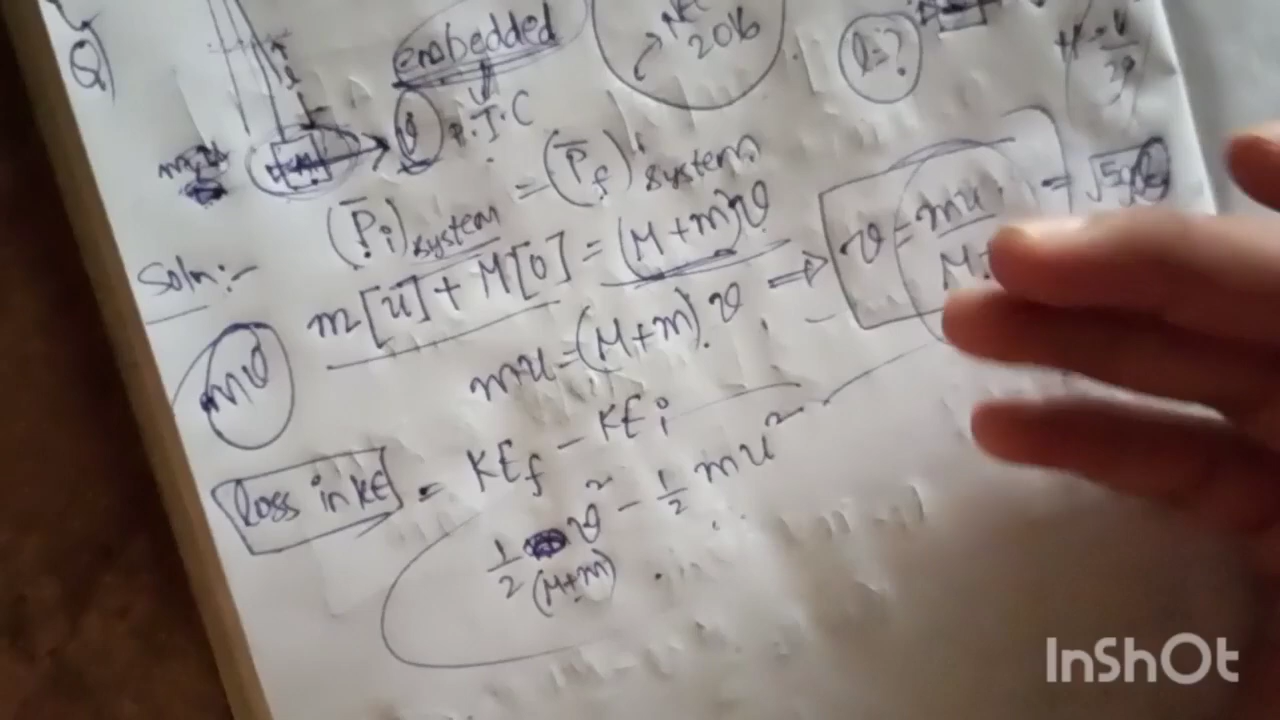 Q)
embedded
2016
l=?
P.I.C
m,u
v
(P̅i)system = (P̅f)system
Soln:-
m[u]+M[0]=(M+m)v
⇒ v=mu
mv
mu=(M+m)v
loss in KE = KEf - KEi
1/2 (M+m) v² - 1/2 mu²
InShOt